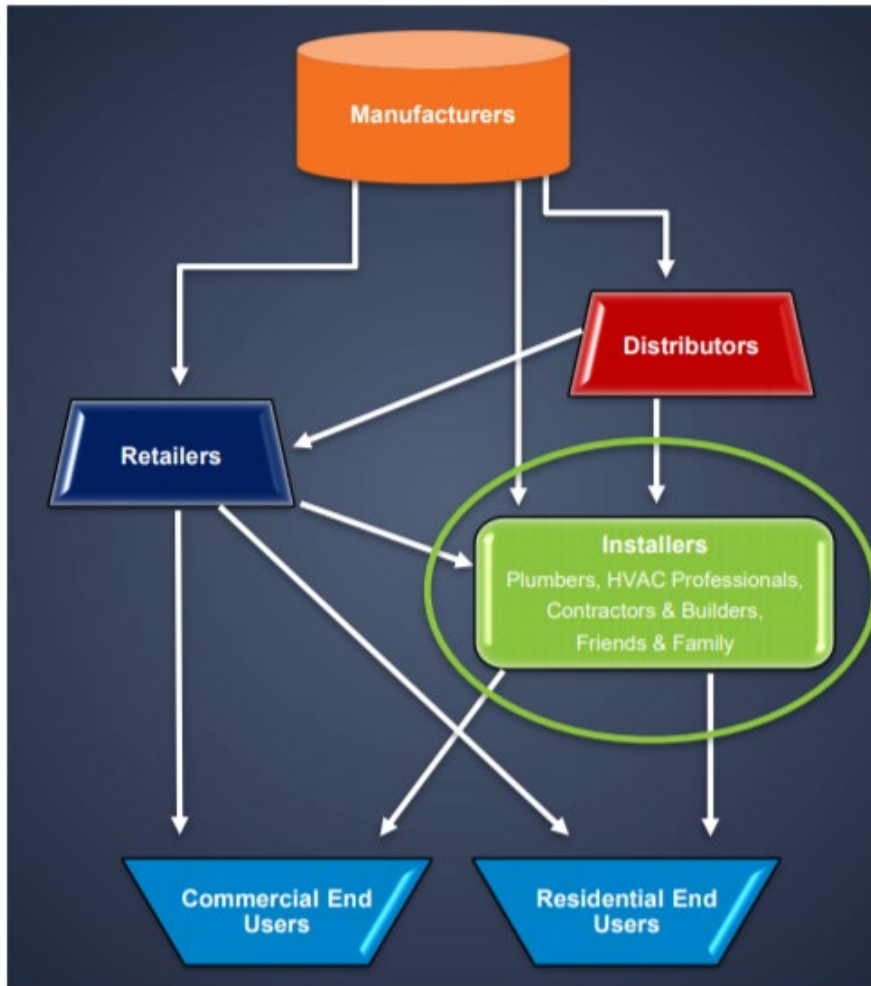 Manufacturers
Distributors
Retailers
Installers
Plumbers, HVAC Professionals,
Contractors & Builders,
Friends & Family
Commercial End
Users
Residential End
Users